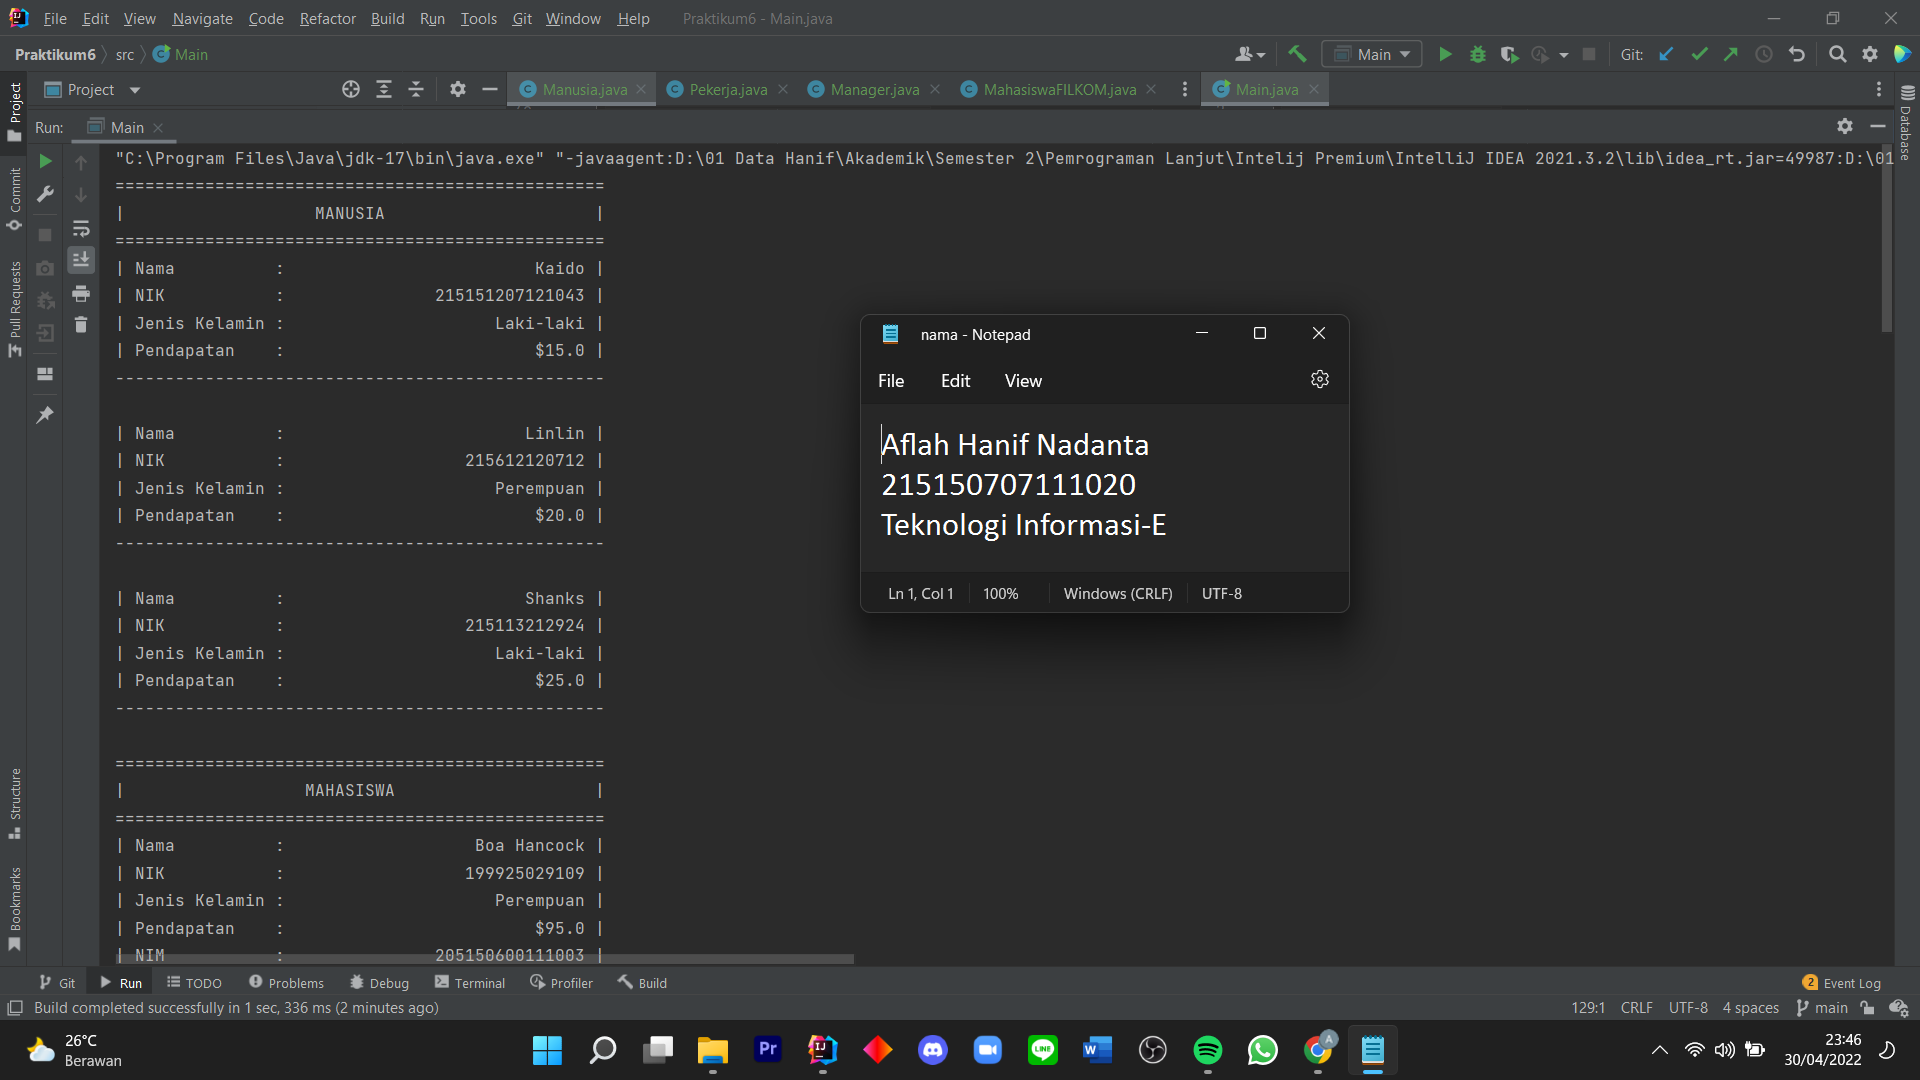 File Edit View Navigate Code Refactor Build Run Tools Git Window Help Praktikum6 - Main.java
Praktikum6 src Main Main Git:
Project Manusia.java Pekerja.java Manager.java MahasiswaFILKOM.java Main.java
Run: Main
"C:\Program Files\Java\jdk-17\bin\java.exe" "-javaagent:D:\01 Data Hanif\Akademik\Semester 2\Pemrograman Lanjut\Intelij Premium\IntelliJ IDEA 2021.3.2\lib\idea_rt.jar=49987:D:\01
=================================================
| MANUSIA |
=================================================
| Nama : Kaido |
| NIK : 215151207121043 |
| Jenis Kelamin : Laki-laki |
| Pendapatan : $15.0 |
-------------------------------------------------
| Nama : Linlin |
| NIK : 215612120712 |
| Jenis Kelamin : Perempuan |
| Pendapatan : $20.0 |
-------------------------------------------------
| Nama : Shanks |
| NIK : 215113212924 |
| Jenis Kelamin : Laki-laki |
| Pendapatan : $25.0 |
-------------------------------------------------
=================================================
| MAHASISWA |
=================================================
| Nama : Boa Hancock |
| NIK : 199925029109 |
| Jenis Kelamin : Perempuan |
| Pendapatan : $95.0 |
| NIM : 205150600111003 |
nama - Notepad
File Edit View
Aflah Hanif Nadanta
215150707111020
Teknologi Informasi-E
Ln 1, Col 1 100% Windows (CRLF) UTF-8
Project
Commit
Pull Requests
Structure
Bookmarks
Database
Git Run TODO Problems Debug Terminal Profiler Build 2 Event Log
Build completed successfully in 1 sec, 336 ms (2 minutes ago) 129:1 CRLF UTF-8 4 spaces main
26°C
Berawan
Pr
IJ
LINE
W
A
23:46
30/04/2022